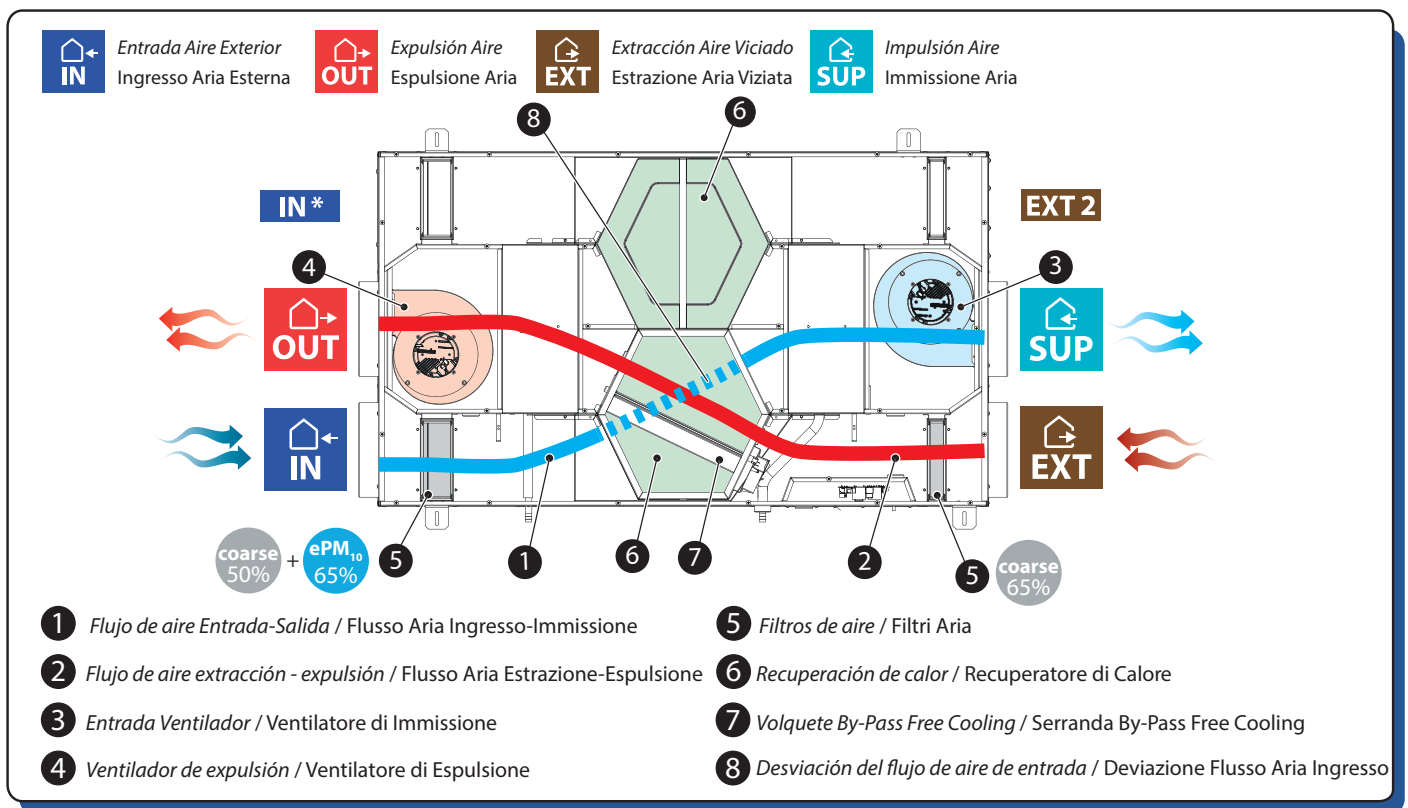 IN
Entrada Aire Exterior
Ingresso Aria Esterna
OUT
Expulsión Aire
Espulsione Aria
EXT
Extracción Aire Viciado
Estrazione Aria Viziata
SUP
Impulsión Aire
Immissione Aria
8
6
IN*
EXT 2
4
3
OUT
SUP
IN
EXT
coarse
50%
+
ePM₁₀
65%
5
1
6
7
2
5
coarse
65%
1 Flujo de aire Entrada-Salida / Flusso Aria Ingresso-Immissione
2 Flujo de aire extracción - expulsión / Flusso Aria Estrazione-Espulsione
3 Entrada Ventilador / Ventilatore di Immissione
4 Ventilador de expulsión / Ventilatore di Espulsione
5 Filtros de aire / Filtri Aria
6 Recuperación de calor / Recuperatore di Calore
7 Volquete By-Pass Free Cooling / Serranda By-Pass Free Cooling
8 Desviación del flujo de aire de entrada / Deviazione Flusso Aria Ingresso